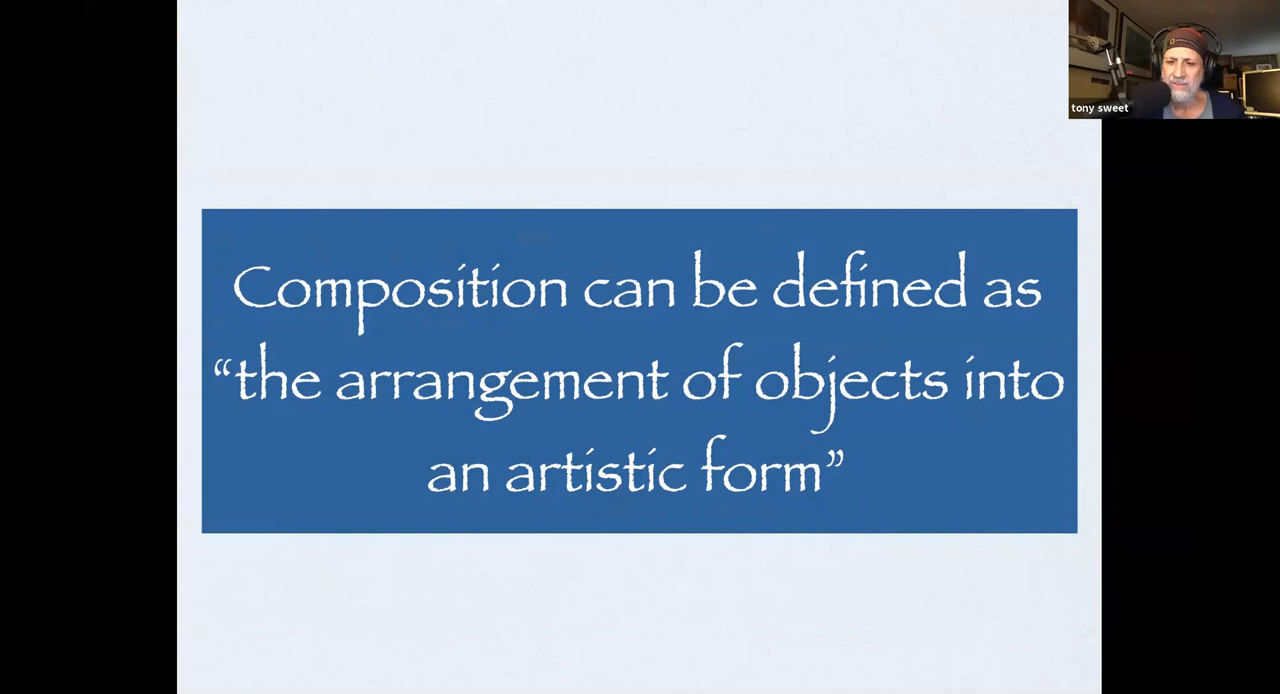 tony sweet
Composition can be defined as
“the arrangement of objects into
an artistic form”